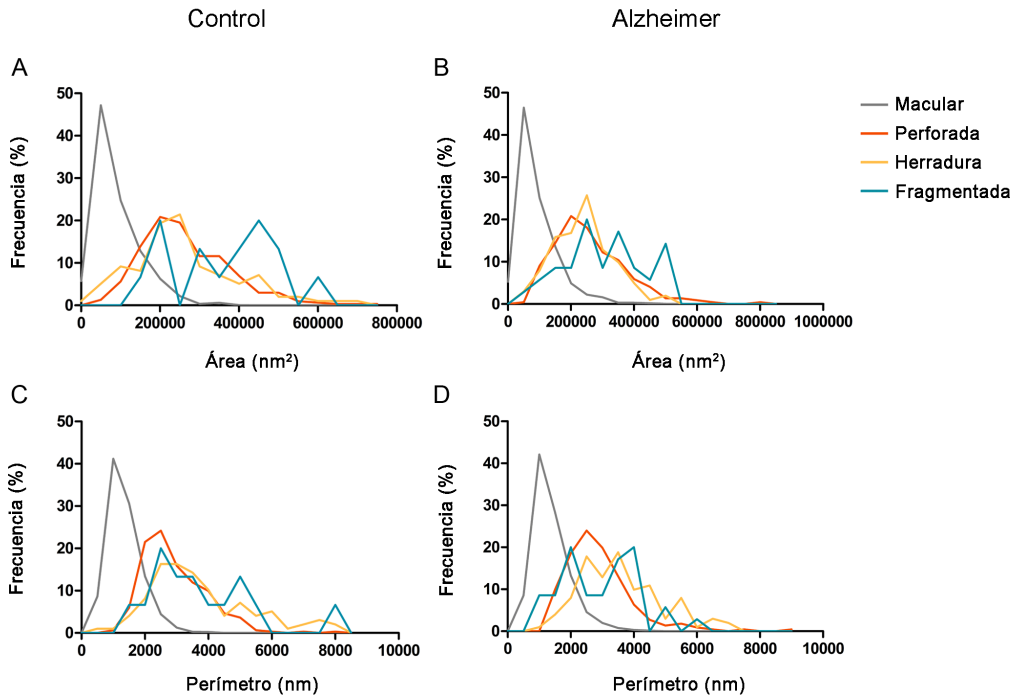 Control
Alzheimer
A
B
50
40
30
20
10
0
Frecuencia (%)
0 200000 400000 600000 800000
Área (nm²)
50
40
30
20
10
0
Frecuencia (%)
0 200000 400000 600000 800000 1000000
Área (nm²)
Macular
Perforada
Herradura
Fragmentada
C
D
50
40
30
20
10
0
Frecuencia (%)
0 2000 4000 6000 8000 10000
Perímetro (nm)
50
40
30
20
10
0
Frecuencia (%)
0 2000 4000 6000 8000 10000
Perímetro (nm)